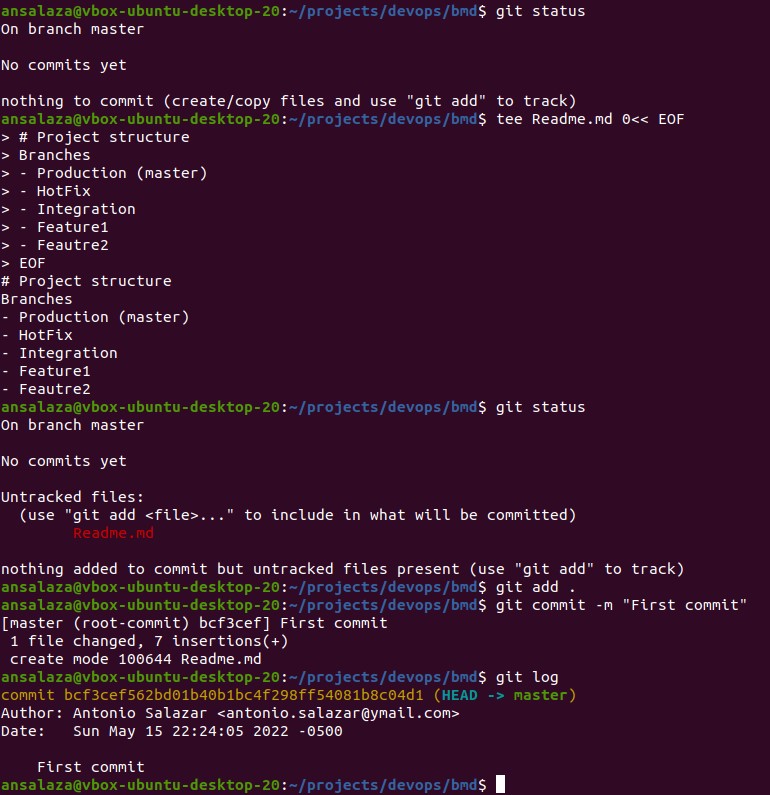 ansalaza@vbox-ubuntu-desktop-20:~/projects/devops/bmd$ git status
On branch master
No commits yet
nothing to commit (create/copy files and use "git add" to track)
ansalaza@vbox-ubuntu-desktop-20:~/projects/devops/bmd$ tee Readme.md 0<< EOF
> # Project structure
> Branches
> - Production (master)
> - HotFix
> - Integration
> - Feature1
> - Feautre2
> EOF
# Project structure
Branches
- Production (master)
- HotFix
- Integration
- Feature1
- Feautre2
ansalaza@vbox-ubuntu-desktop-20:~/projects/devops/bmd$ git status
On branch master
No commits yet
Untracked files:
  (use "git add <file>..." to include in what will be committed)
        Readme.md
nothing added to commit but untracked files present (use "git add" to track)
ansalaza@vbox-ubuntu-desktop-20:~/projects/devops/bmd$ git add .
ansalaza@vbox-ubuntu-desktop-20:~/projects/devops/bmd$ git commit -m "First commit"
[master (root-commit) bcf3cef] First commit
 1 file changed, 7 insertions(+)
 create mode 100644 Readme.md
ansalaza@vbox-ubuntu-desktop-20:~/projects/devops/bmd$ git log
commit bcf3cef562bd01b40b1bc4f298ff54081b8c04d1 (HEAD -> master)
Author: Antonio Salazar <antonio.salazar@ymail.com>
Date:   Sun May 15 22:24:05 2022 -0500
    First commit
ansalaza@vbox-ubuntu-desktop-20:~/projects/devops/bmd$